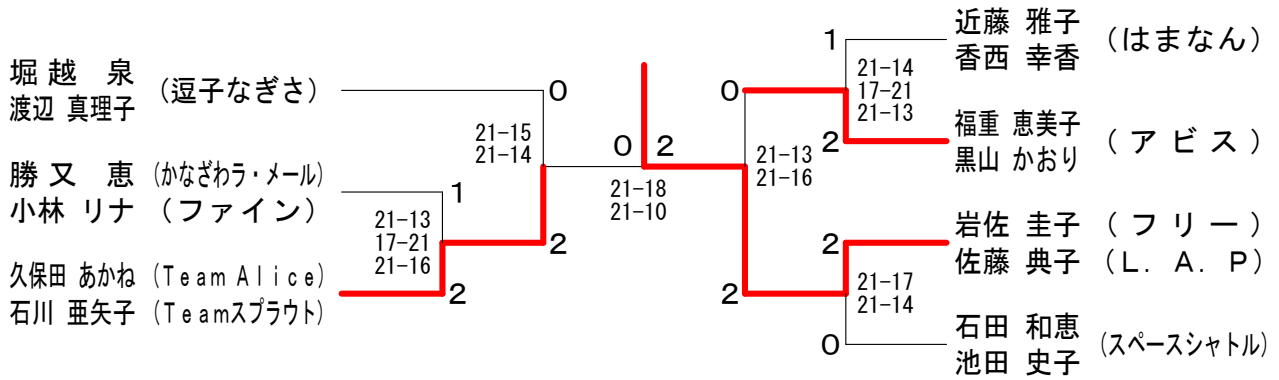 堀越 泉
渡辺 真理子
(逗子なぎさ)
0
21-15
21-14
勝又 恵 (かなざわラ・メール)
小林 リナ (ファイン)
1
21-13
17-21
21-16
2
久保田 あかね (Team Alice)
石川 亜矢子 (Teamスプラウト)
2
0 2
21-18
21-10
近藤 雅子
香西 幸香
(はまなん)
1
21-14
17-21
21-13
0
2
福重 恵美子
黒山 かおり
(アビス)
21-13
21-16
岩佐 圭子 (フリー)
佐藤 典子 (L.A.P)
2
21-17
21-14
2
0
石田 和恵
池田 史子
(スペースシャトル)